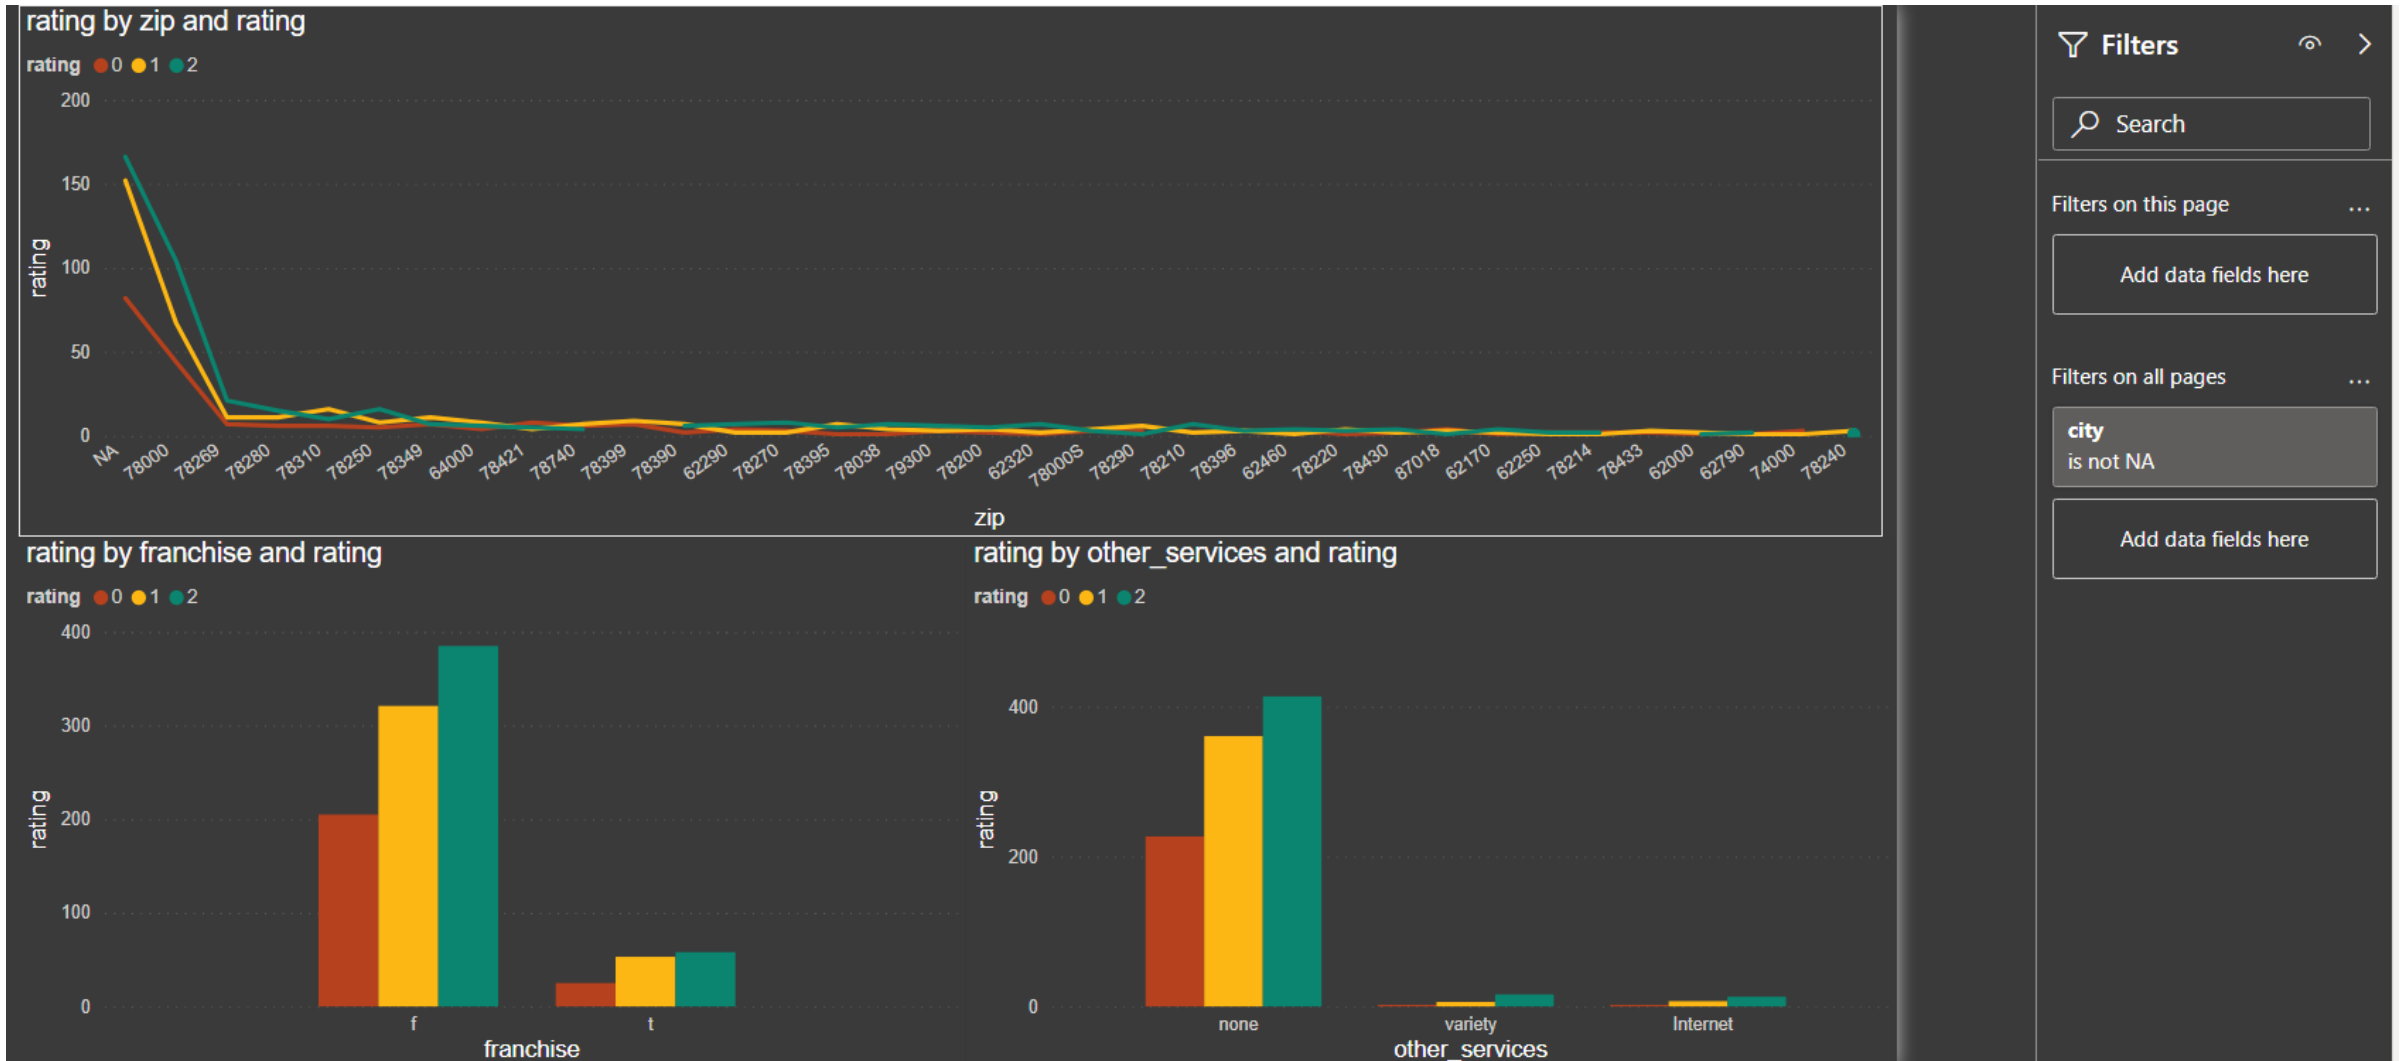 rating by zip and rating
rating 0 1 2
200
150
100
50
0
rating
NA 78000 78269 78280 78310 78250 78349 64000 78421 78740 78399 78390 62290 78270 78395 78038 79300 78200 62320 78000S 78290 78210 78396 62460 78220 78430 87018 62170 62250 78214 78433 62000 62790 74000 78240
zip
rating by franchise and rating
rating 0 1 2
400
300
200
100
0
rating
f t
franchise
rating by other_services and rating
rating 0 1 2
400
200
0
rating
none variety Internet
other_services
Filters
Search
Filters on this page ...
Add data fields here
Filters on all pages ...
city
is not NA
Add data fields here